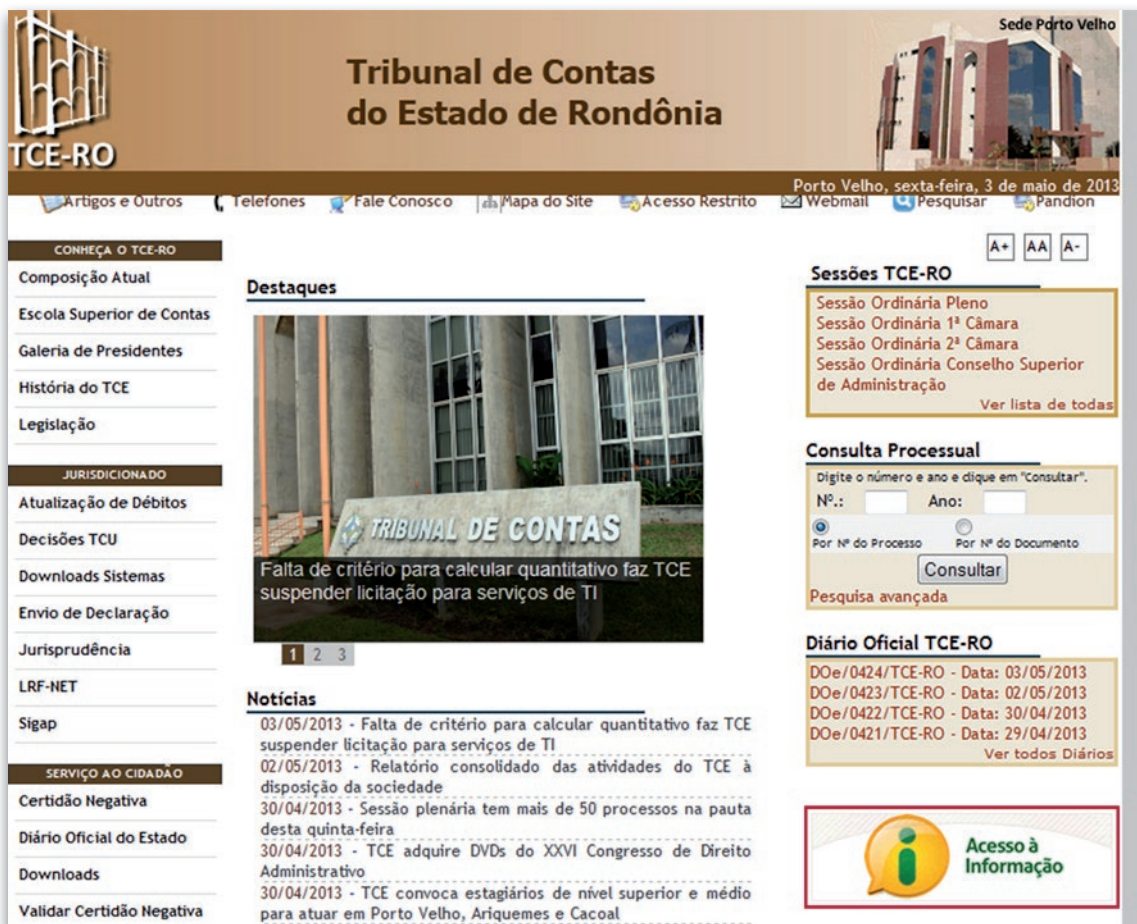 Sede Porto Velho
Tribunal de Contas
do Estado de Rondônia
TCE-RO
Porto Velho, sexta-feira, 3 de maio de 2013
Artigos e Outros
Telefones
Fale Conosco
Mapa do Site
Acesso Restrito
Webmail
Pesquisar
Pandion
CONHEÇA O TCE-RO
Composição Atual
Escola Superior de Contas
Galeria de Presidentes
História do TCE
Legislação
JURISDICIONADO
Atualização de Débitos
Decisões TCU
Downloads Sistemas
Envio de Declaração
Jurisprudência
LRF-NET
Sigap
SERVIÇO AO CIDADÃO
Certidão Negativa
Diário Oficial do Estado
Downloads
Validar Certidão Negativa
Destaques
TRIBUNAL DE CONTAS
Falta de critério para calcular quantitativo faz TCE
suspender licitação para serviços de TI
1 2 3
Notícias
03/05/2013 - Falta de critério para calcular quantitativo faz TCE
suspender licitação para serviços de TI
02/05/2013 - Relatório consolidado das atividades do TCE à
disposição da sociedade
30/04/2013 - Sessão plenária tem mais de 50 processos na pauta
desta quinta-feira
30/04/2013 - TCE adquire DVDs do XXVI Congresso de Direito
Administrativo
30/04/2013 - TCE convoca estagiários de nível superior e médio
para atuar em Porto Velho, Ariquemes e Cacoal
A+ AA A-
Sessões TCE-RO
Sessão Ordinária Pleno
Sessão Ordinária 1ª Câmara
Sessão Ordinária 2ª Câmara
Sessão Ordinária Conselho Superior
de Administração
Ver lista de todas
Consulta Processual
Digite o número e ano e clique em "Consultar".
Nº.: Ano:
Por Nº do Processo Por Nº do Documento
Consultar
Pesquisa avançada
Diário Oficial TCE-RO
DOe/0424/TCE-RO - Data: 03/05/2013
DOe/0423/TCE-RO - Data: 02/05/2013
DOe/0422/TCE-RO - Data: 30/04/2013
DOe/0421/TCE-RO - Data: 29/04/2013
Ver todos Diários
Acesso à
Informação